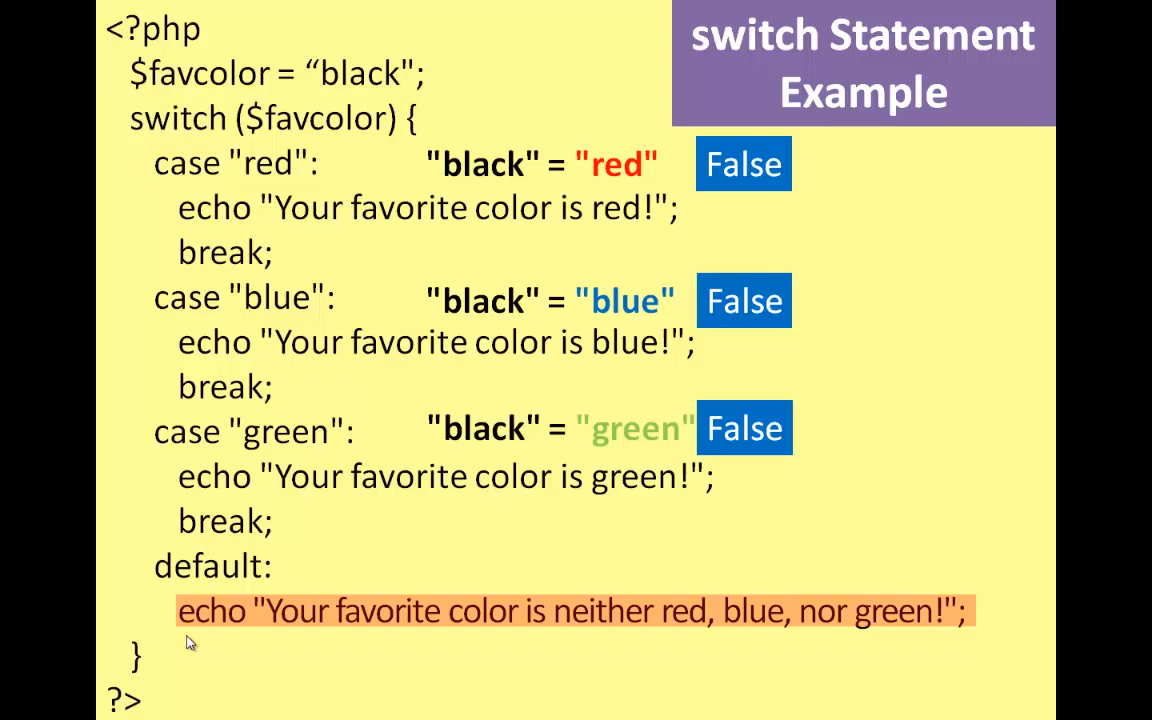 <?php
switch Statement
Example
$favcolor = “black";
switch ($favcolor) {
case "red": "black" = "red" False
echo "Your favorite color is red!";
break;
case "blue": "black" = "blue" False
echo "Your favorite color is blue!";
break;
case "green": "black" = "green" False
echo "Your favorite color is green!";
break;
default:
echo "Your favorite color is neither red, blue, nor green!";
}
?>